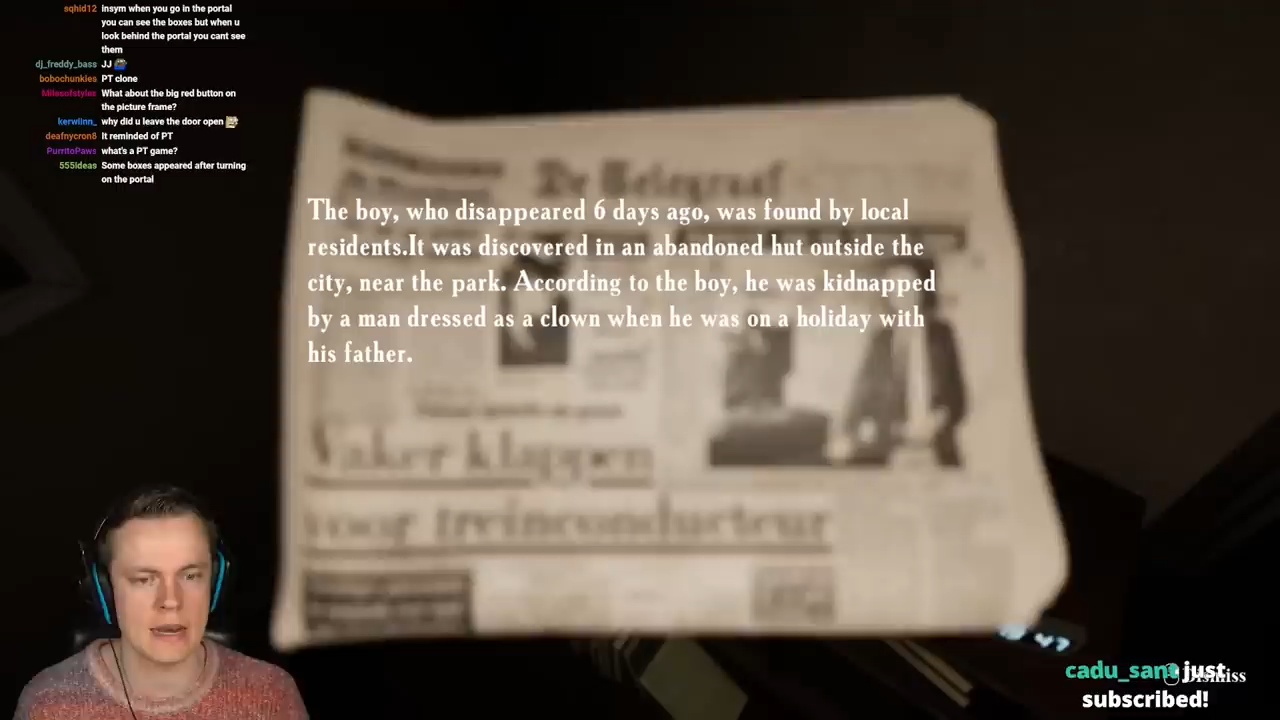 sqhid12 insym when you go in the portal
you can see the boxes but when u
look behind the portal you cant see
them
dj_freddy_bass JJ
bobochunkies PT clone
Milesofstyles What about the big red button on
the picture frame?
kerwiinn_ why did u leave the door open
deafnycron8 It reminded of PT
PurritoPaws what's a PT game?
555ideas Some boxes appeared after turning
on the portal
De Telegraaf
The boy, who disappeared 6 days ago, was found by local
residents.It was discovered in an abandoned hut outside the
city, near the park. According to the boy, he was kidnapped
by a man dressed as a clown when he was on a holiday with
his father.
Vaker klappen
voor treinconducteur
47
cadu_sant just
subscribed!
Dismiss